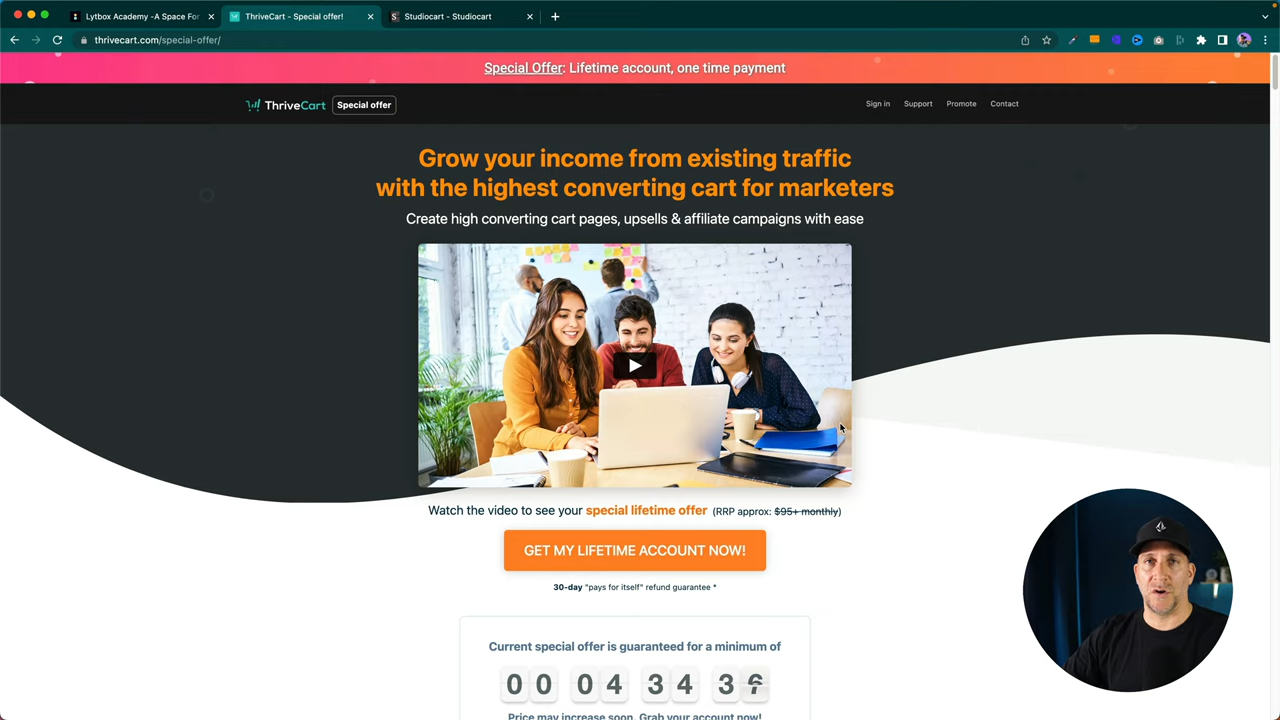 Lytbox Academy -A Space For
ThriveCart - Special offer!
Studiocart - Studiocart
thrivecart.com/special-offer/
Special Offer: Lifetime account, one time payment
ThriveCart
Special offer
Sign in
Support
Promote
Contact
Grow your income from existing traffic
with the highest converting cart for marketers
Create high converting cart pages, upsells & affiliate campaigns with ease
Watch the video to see your special lifetime offer (RRP approx: $95+ monthly)
GET MY LIFETIME ACCOUNT NOW!
30-day "pays for itself" refund guarantee *
Current special offer is guaranteed for a minimum of
00 04 34 3
Price may increase soon. Grab your account now!